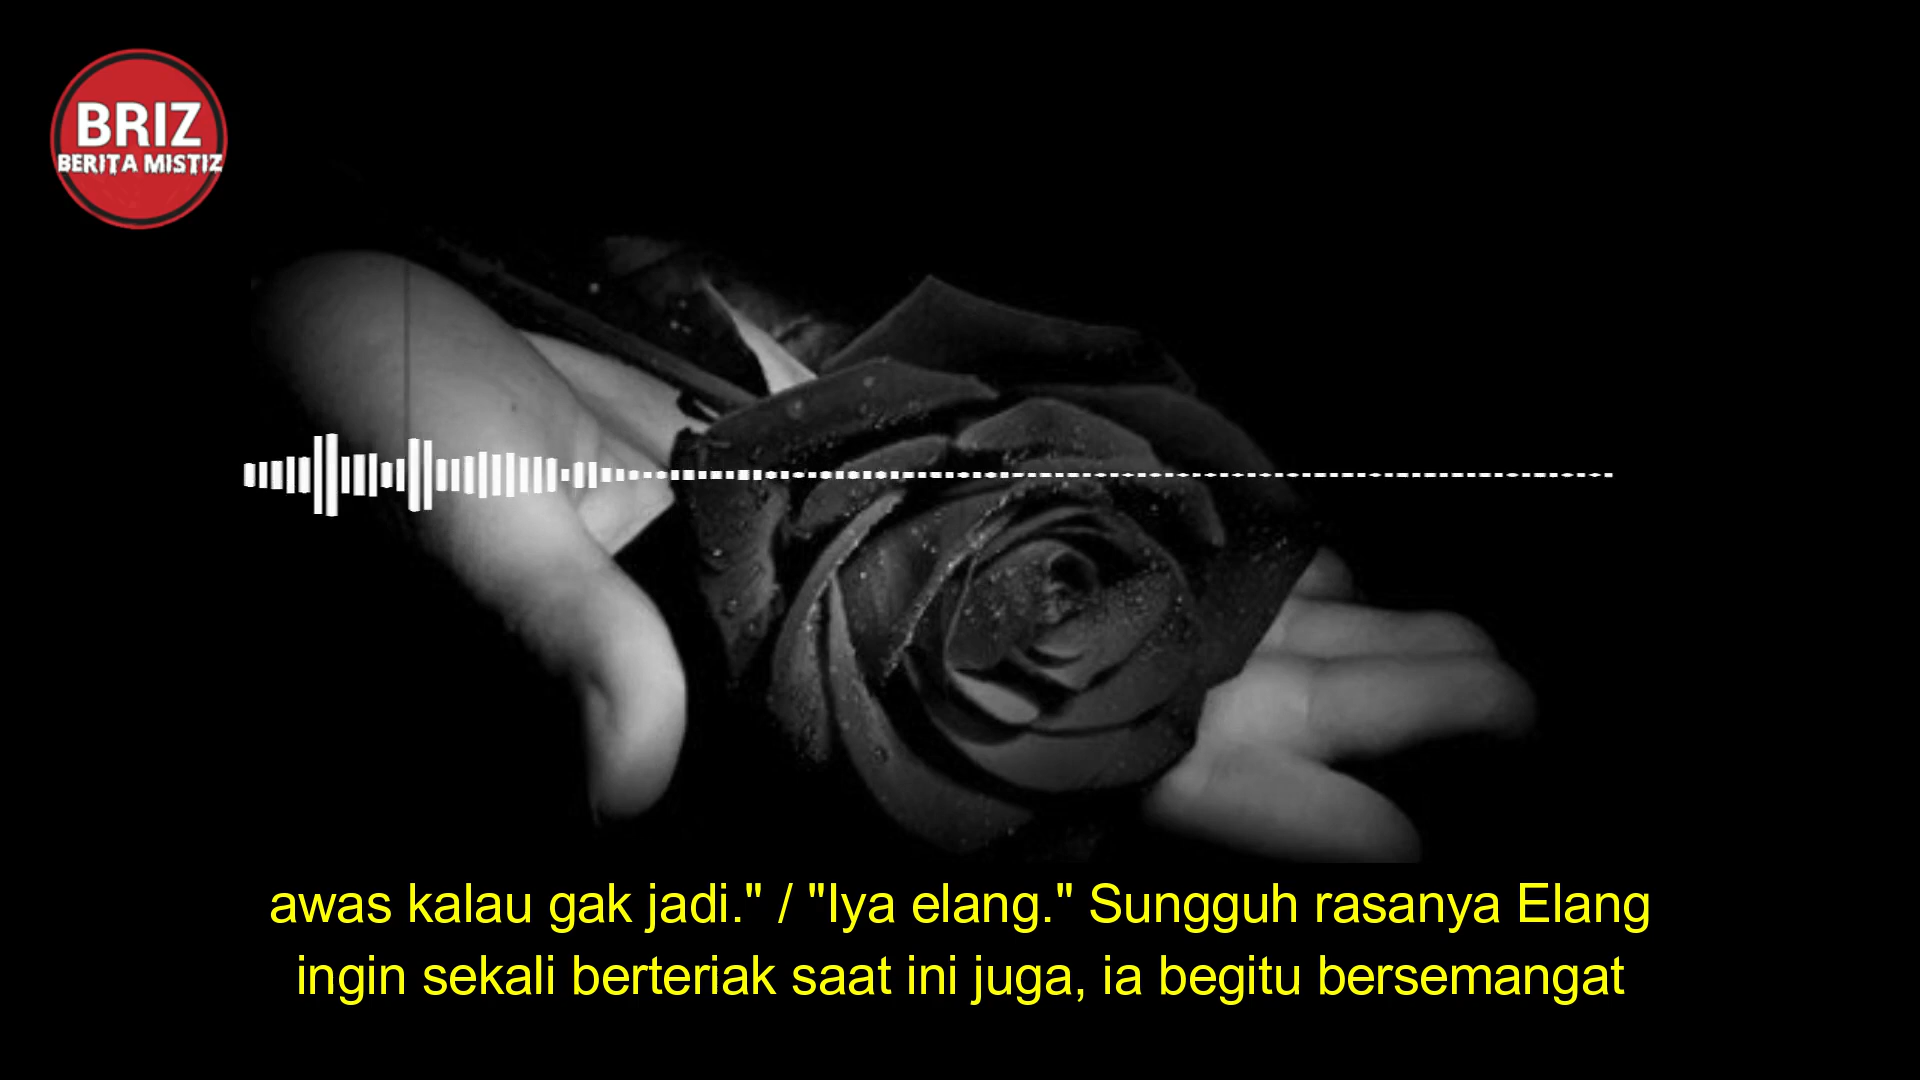 BRIZ
BERITA MISTIZ
awas kalau gak jadi." / "Iya elang." Sungguh rasanya Elang
ingin sekali berteriak saat ini juga, ia begitu bersemangat